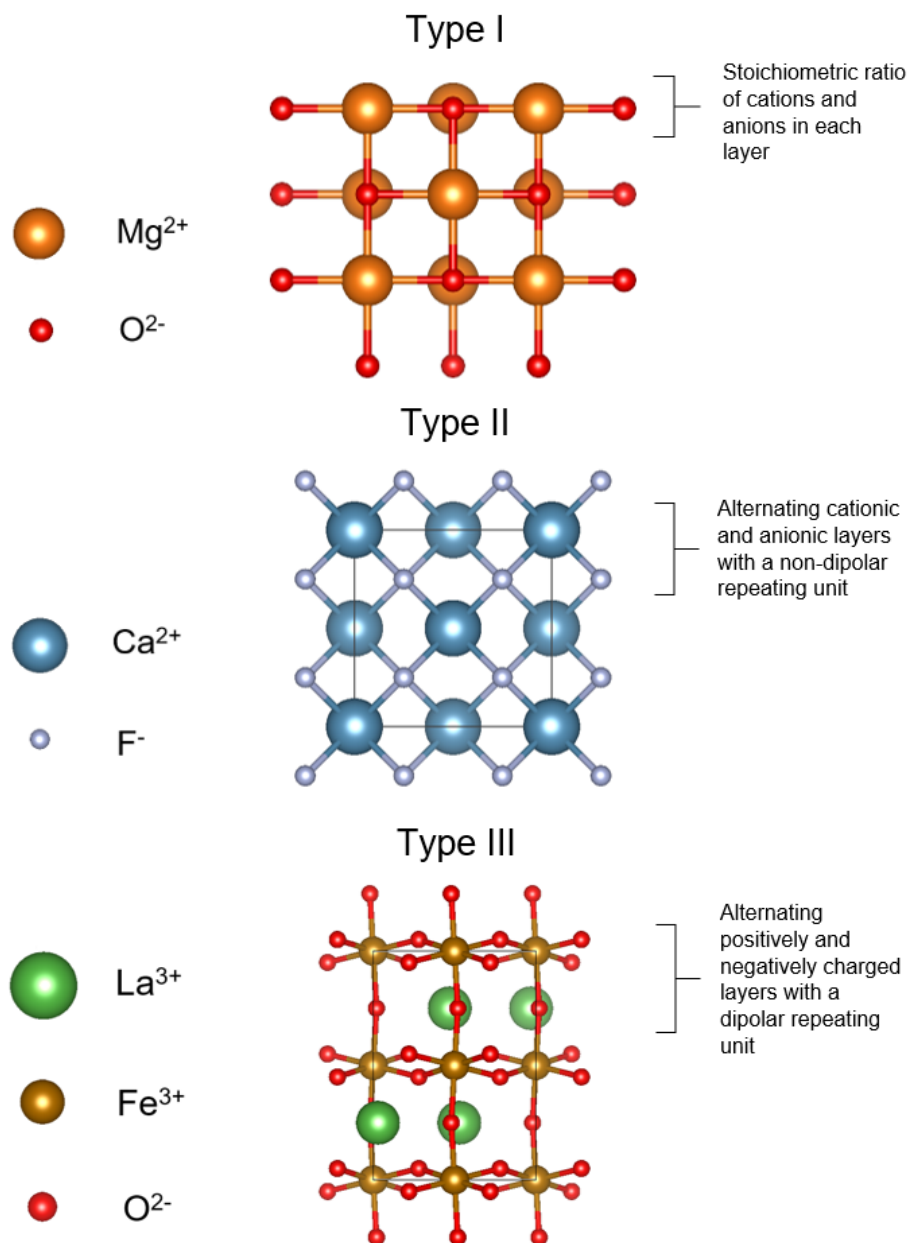 Type I
Stoichiometric ratio
of cations and
anions in each
layer
Mg²⁺
O²⁻
Type II
Alternating cationic
and anionic layers
with a non-dipolar
repeating unit
Ca²⁺
F⁻
Type III
Alternating
positively and
negatively charged
layers with a
dipolar repeating
unit
La³⁺
Fe³⁺
O²⁻